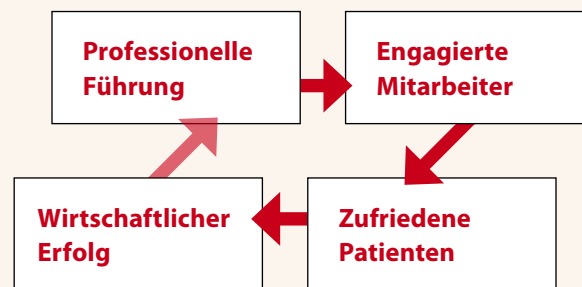 Professionelle
Führung
Engagierte
Mitarbeiter
Wirtschaftlicher
Erfolg
Zufriedene
Patienten